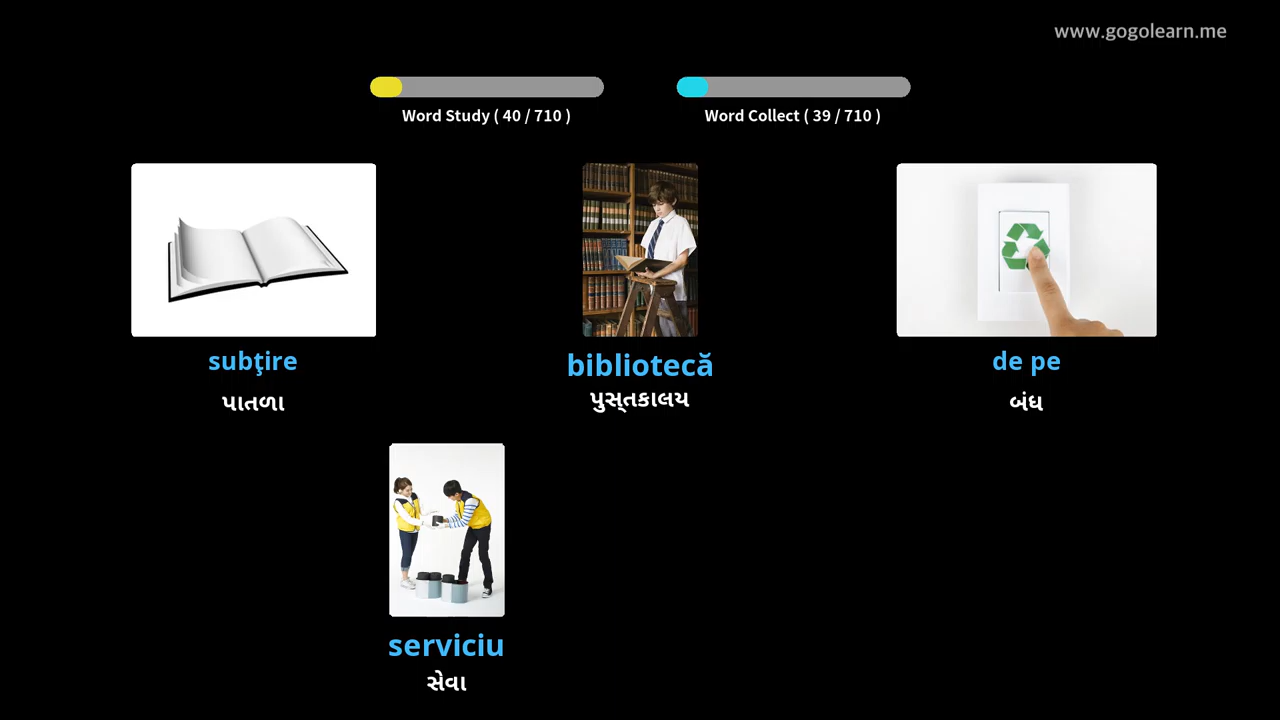 www.gogolearn.me
Word Study ( 40 / 710 )
Word Collect ( 39 / 710 )
subţire
પાતળા
bibliotecă
પુસ્તકાલય
de pe
બંધ
serviciu
સેવા